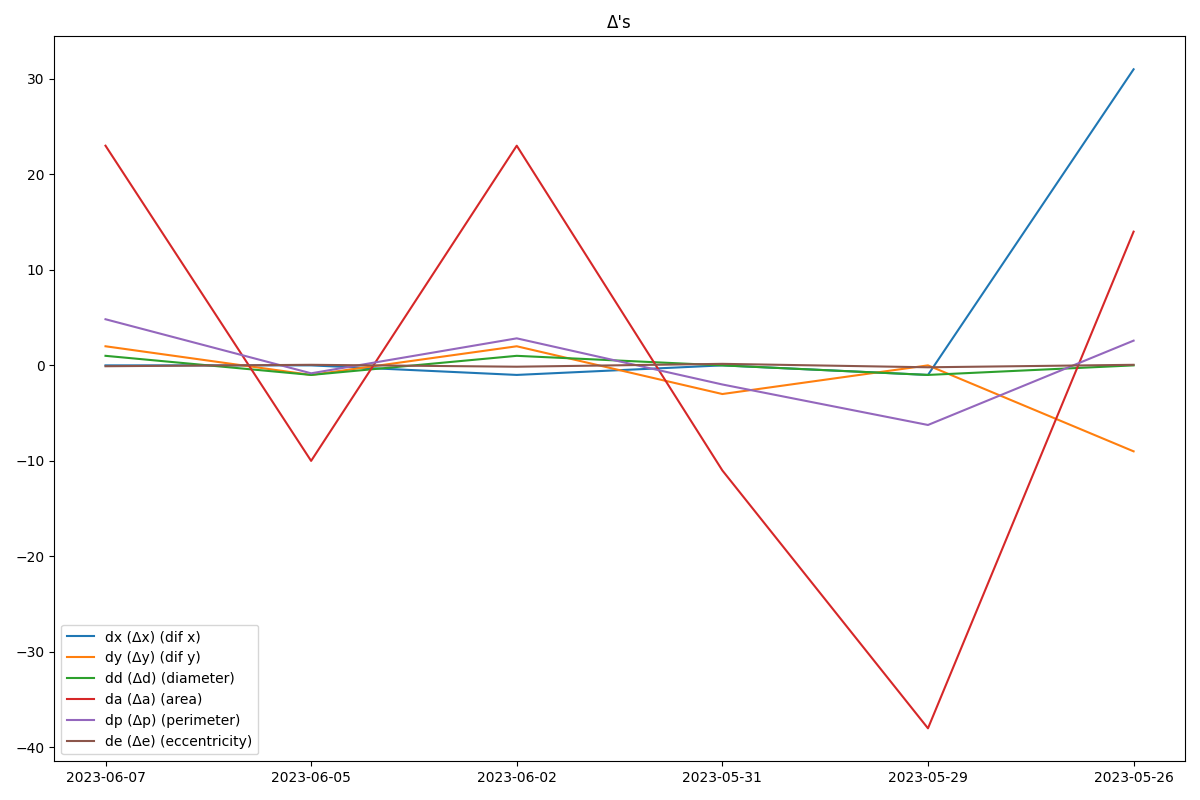 Δ's
30
20
10
0
−10
−20
−30
−40
dx (Δx) (dif x)
dy (Δy) (dif y)
dd (Δd) (diameter)
da (Δa) (area)
dp (Δp) (perimeter)
de (Δe) (eccentricity)
2023-06-07 2023-06-05 2023-06-02 2023-05-31 2023-05-29 2023-05-26